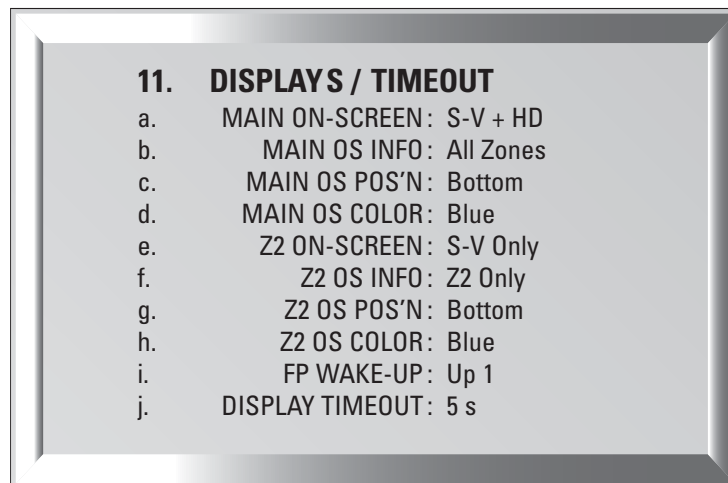 11. DISPLAYS / TIMEOUT
a. MAIN ON-SCREEN: S-V + HD
b. MAIN OS INFO: All Zones
c. MAIN OS POS'N: Bottom
d. MAIN OS COLOR: Blue
e. Z2 ON-SCREEN: S-V Only
f. Z2 OS INFO: Z2 Only
g. Z2 OS POS'N: Bottom
h. Z2 OS COLOR: Blue
i. FP WAKE-UP: Up 1
j. DISPLAY TIMEOUT: 5 s